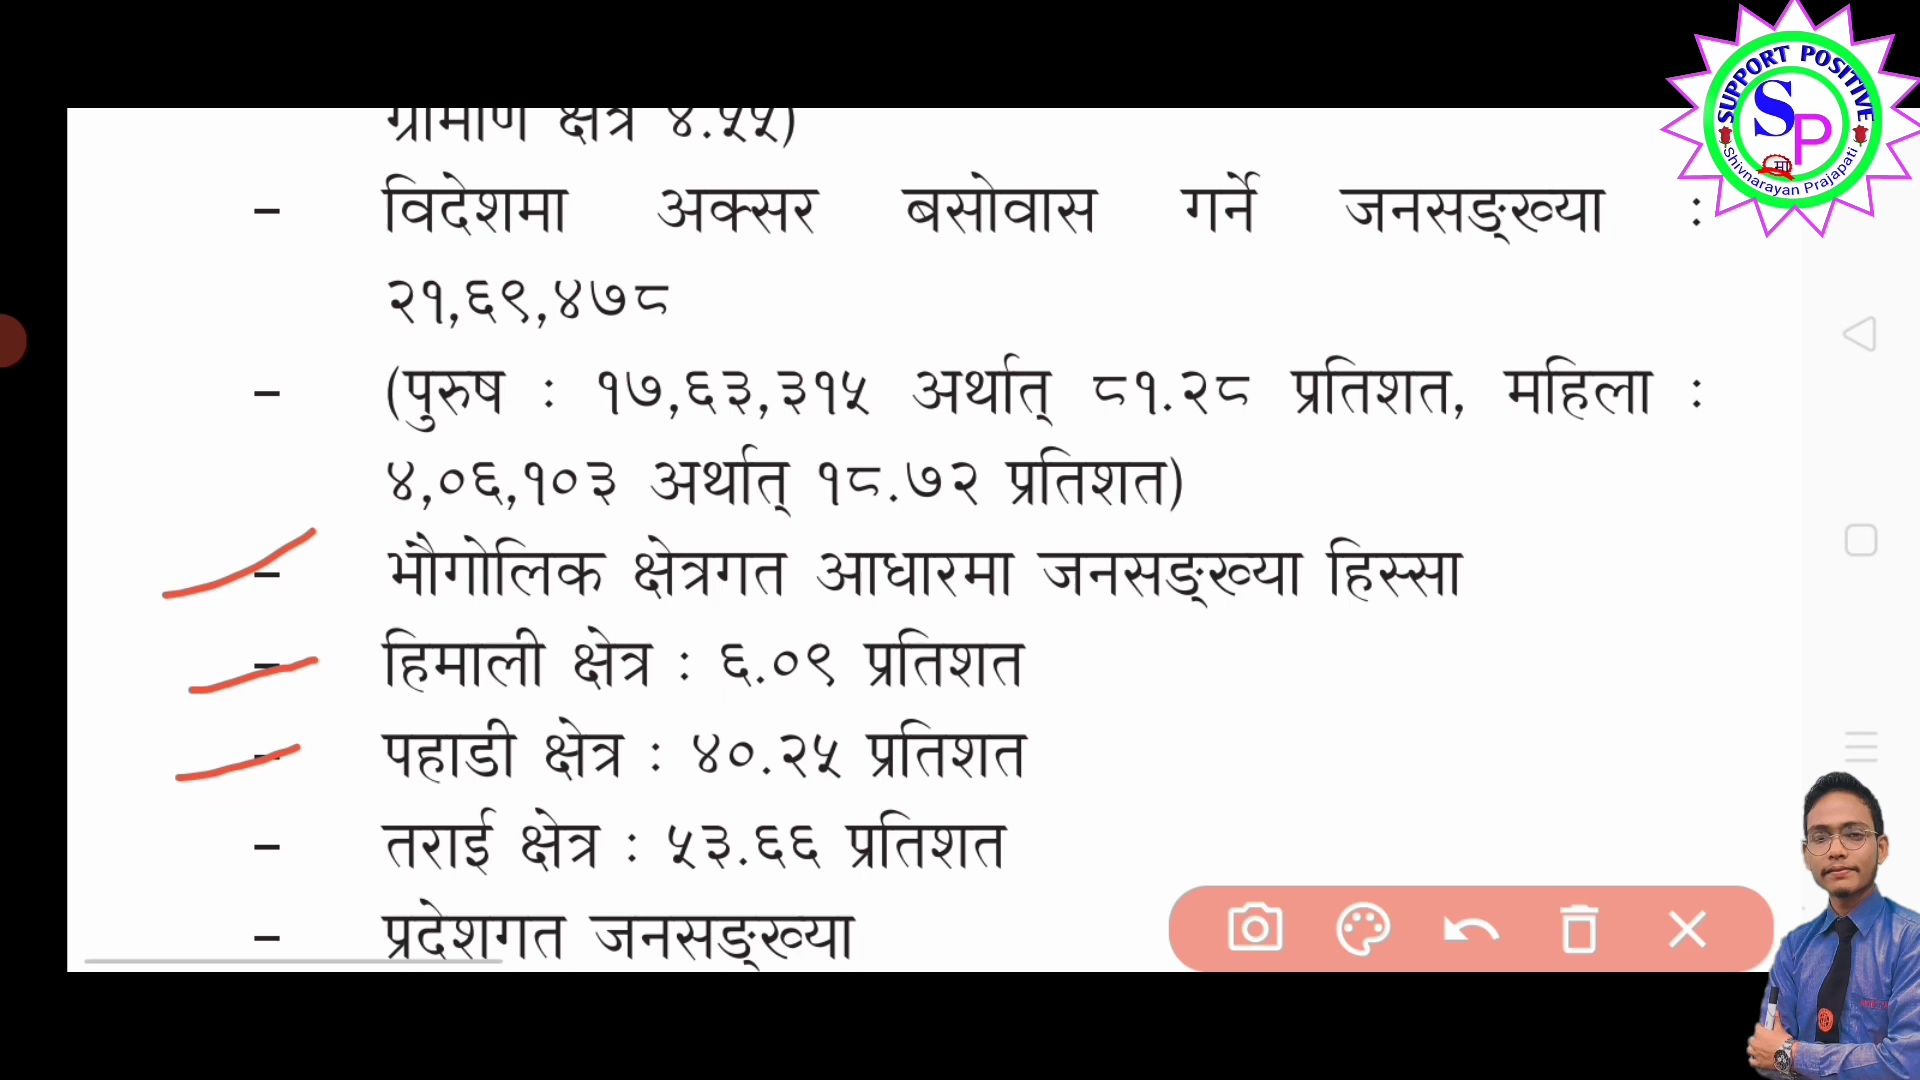 ग्रामीण क्षेत्र ४.५५)
– विदेशमा अक्सर बसोवास गर्ने जनसङ्ख्या :
२१,६९,४७८
– (पुरुष : १७,६३,३१५ अर्थात् ८१.२८ प्रतिशत, महिला :
४,०६,१०३ अर्थात् १८.७२ प्रतिशत)
– भौगोलिक क्षेत्रगत आधारमा जनसङ्ख्या हिस्सा
– हिमाली क्षेत्र : ६.०९ प्रतिशत
– पहाडी क्षेत्र : ४०.२५ प्रतिशत
– तराई क्षेत्र : ५३.६६ प्रतिशत
– प्रदेशगत जनसङ्ख्या
SUPPORT POSITIVE
SP
मा
Shivnarayan Prajapati